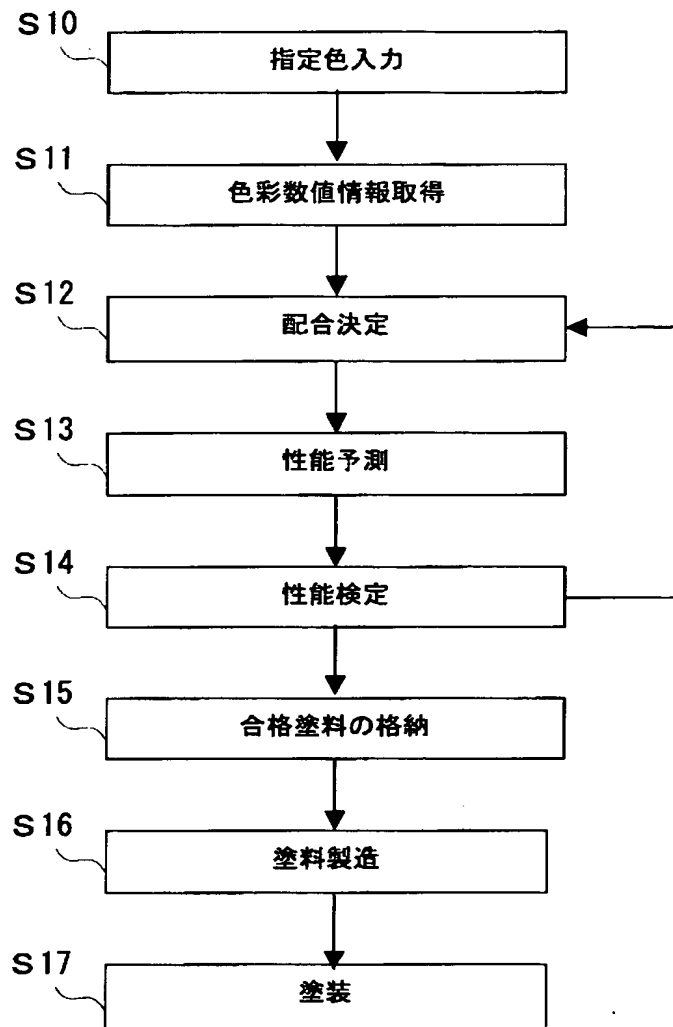 S10
指定色入力
S11
色彩数値情報取得
S12
配合決定
S13
性能予測
S14
性能検定
S15
合格塗料の格納
S16
塗料製造
S17
塗装